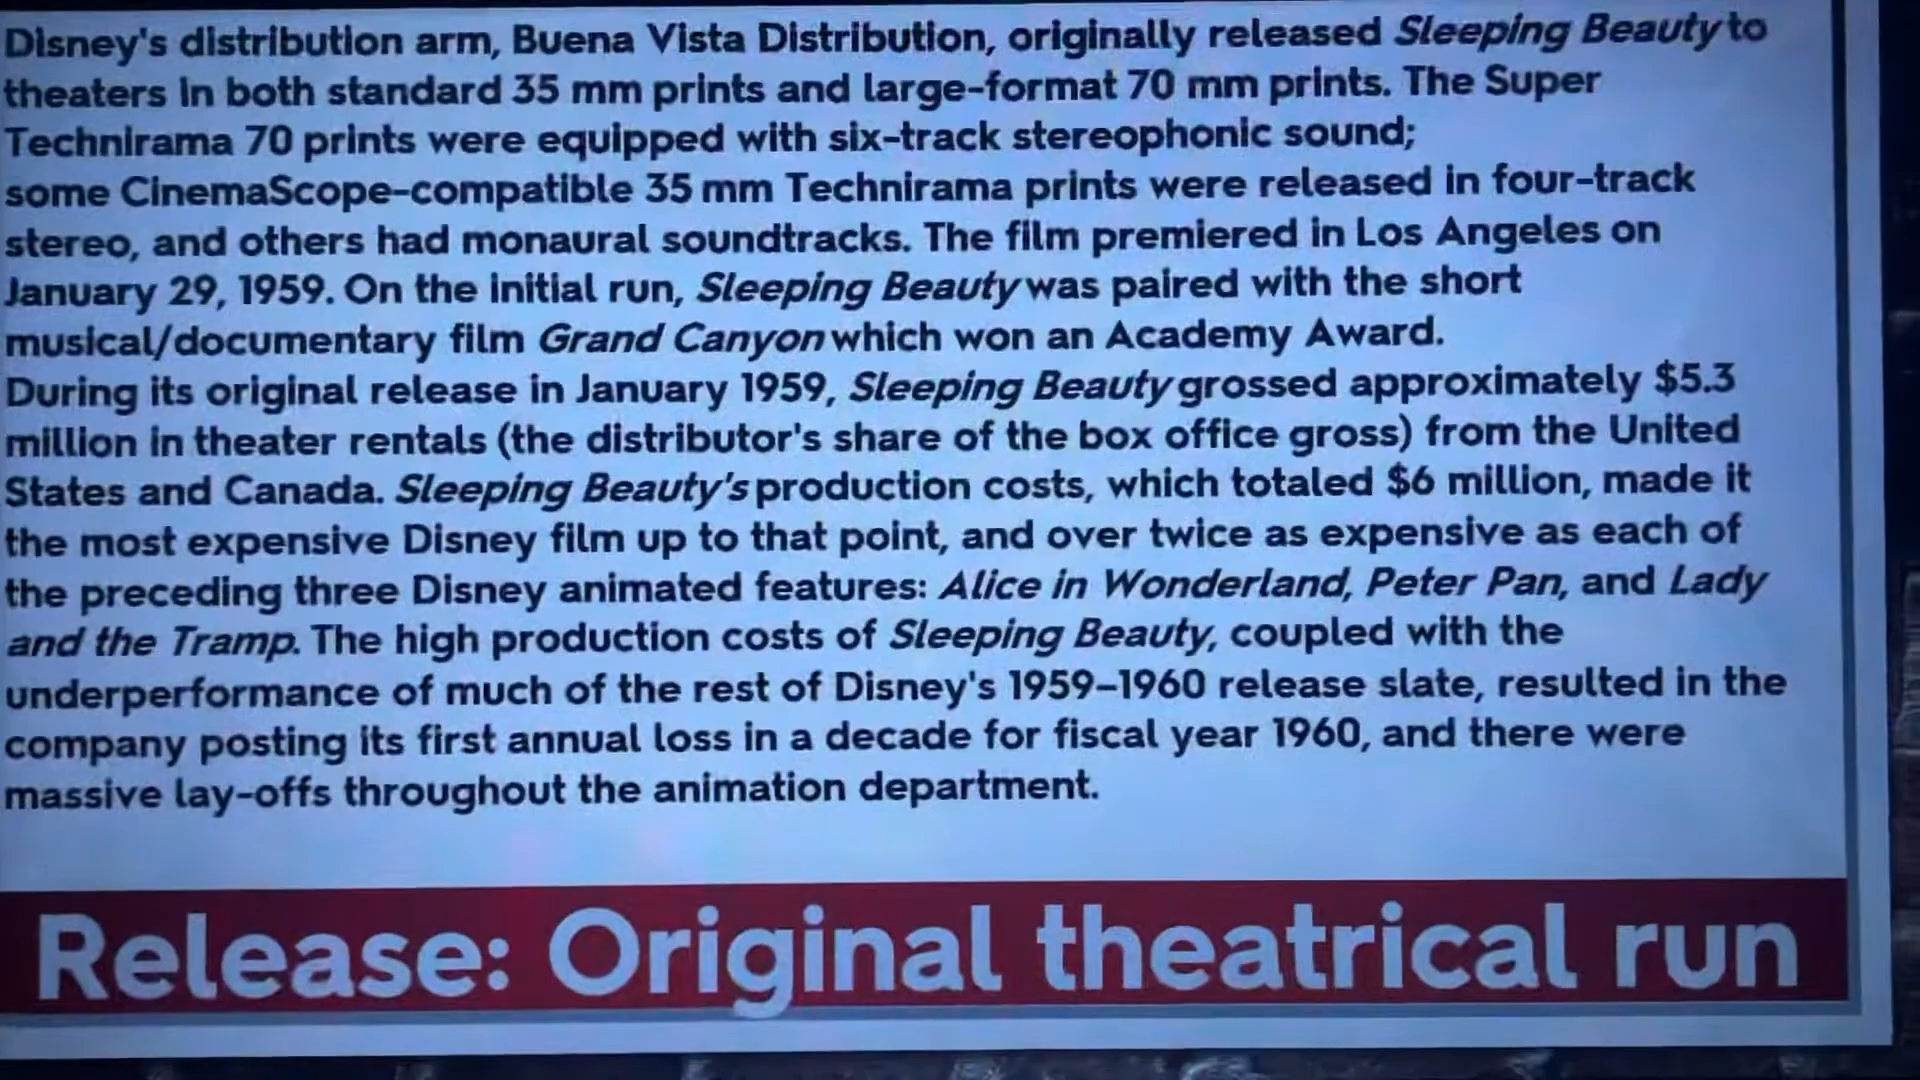 Disney's distribution arm, Buena Vista Distribution, originally released Sleeping Beauty to
theaters in both standard 35 mm prints and large-format 70 mm prints. The Super
Technirama 70 prints were equipped with six-track stereophonic sound;
some CinemaScope-compatible 35 mm Technirama prints were released in four-track
stereo, and others had monaural soundtracks. The film premiered in Los Angeles on
January 29, 1959. On the initial run, Sleeping Beauty was paired with the short
musical/documentary film Grand Canyon which won an Academy Award.
During its original release in January 1959, Sleeping Beauty grossed approximately $5.3
million in theater rentals (the distributor's share of the box office gross) from the United
States and Canada. Sleeping Beauty's production costs, which totaled $6 million, made it
the most expensive Disney film up to that point, and over twice as expensive as each of
the preceding three Disney animated features: Alice in Wonderland, Peter Pan, and Lady
and the Tramp. The high production costs of Sleeping Beauty, coupled with the
underperformance of much of the rest of Disney's 1959–1960 release slate, resulted in the
company posting its first annual loss in a decade for fiscal year 1960, and there were
massive lay-offs throughout the animation department.
Release: Original theatrical run